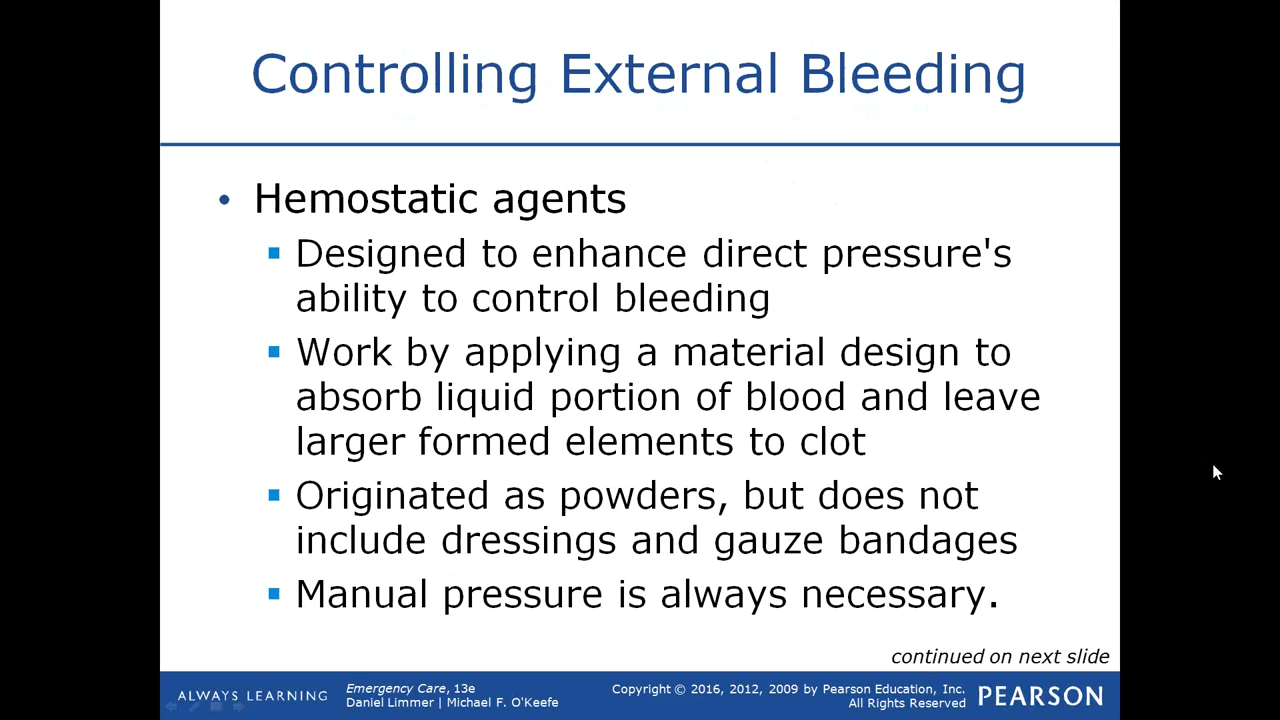 Controlling External Bleeding
• Hemostatic agents
▪ Designed to enhance direct pressure's
ability to control bleeding
▪ Work by applying a material design to
absorb liquid portion of blood and leave
larger formed elements to clot
▪ Originated as powders, but does not
include dressings and gauze bandages
▪ Manual pressure is always necessary.
continued on next slide
ALWAYS LEARNING
Emergency Care, 13e
Daniel Limmer | Michael F. O'Keefe
Copyright © 2016, 2012, 2009 by Pearson Education, Inc.
All Rights Reserved
PEARSON